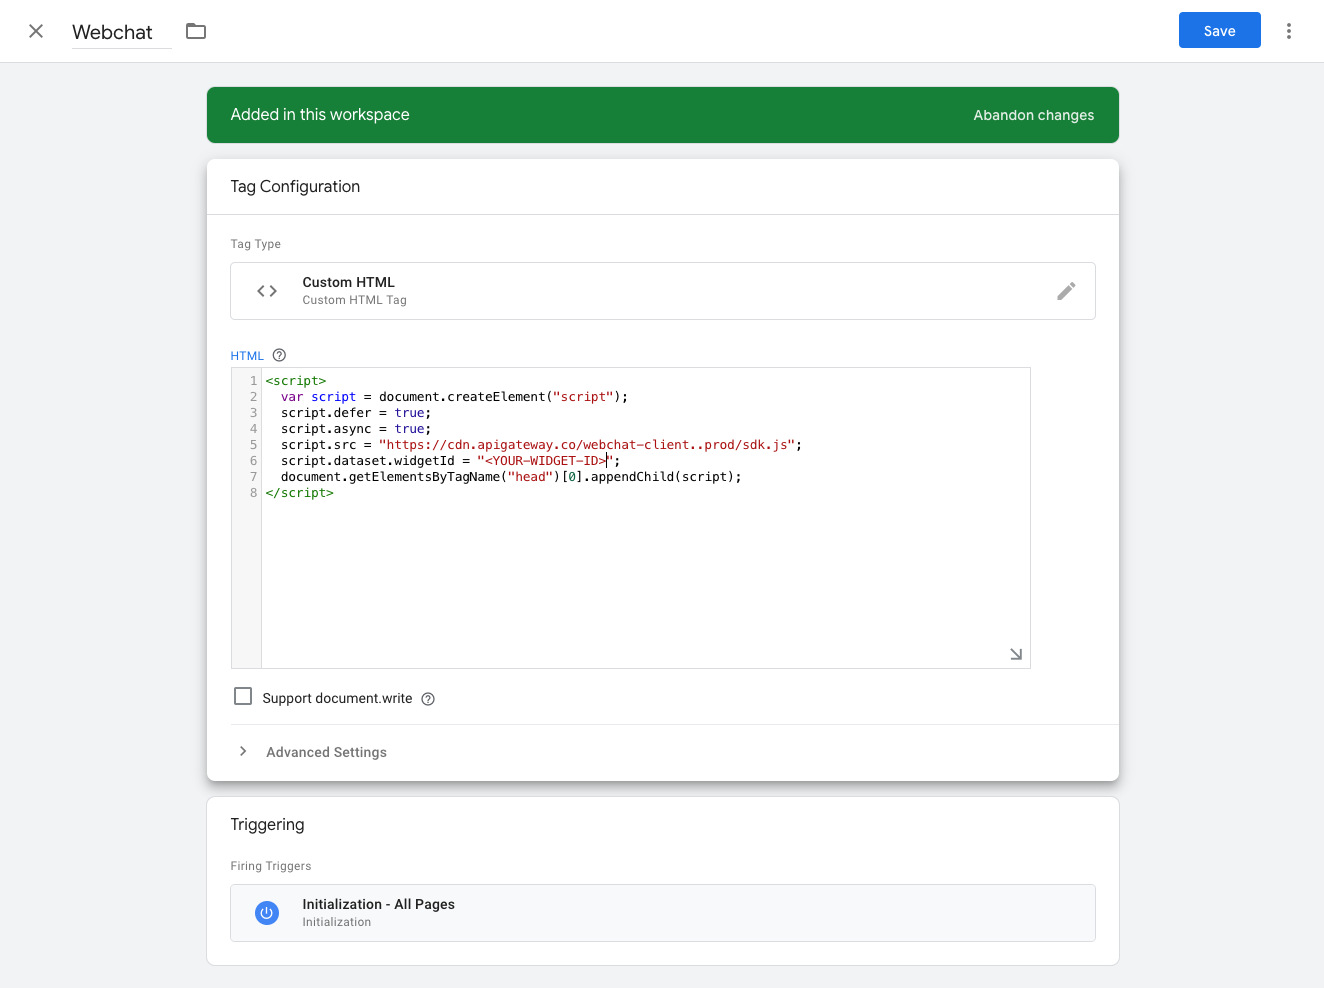 Webchat
Save
Added in this workspace
Abandon changes
Tag Configuration
Tag Type
Custom HTML
Custom HTML Tag
HTML
1 <script>
2   var script = document.createElement("script");
3   script.defer = true;
4   script.async = true;
5   script.src = "https://cdn.apigateway.co/webchat-client..prod/sdk.js";
6   script.dataset.widgetId = "<YOUR-WIDGET-ID>";
7   document.getElementsByTagName("head")[0].appendChild(script);
8 </script>
Support document.write
Advanced Settings
Triggering
Firing Triggers
Initialization - All Pages
Initialization